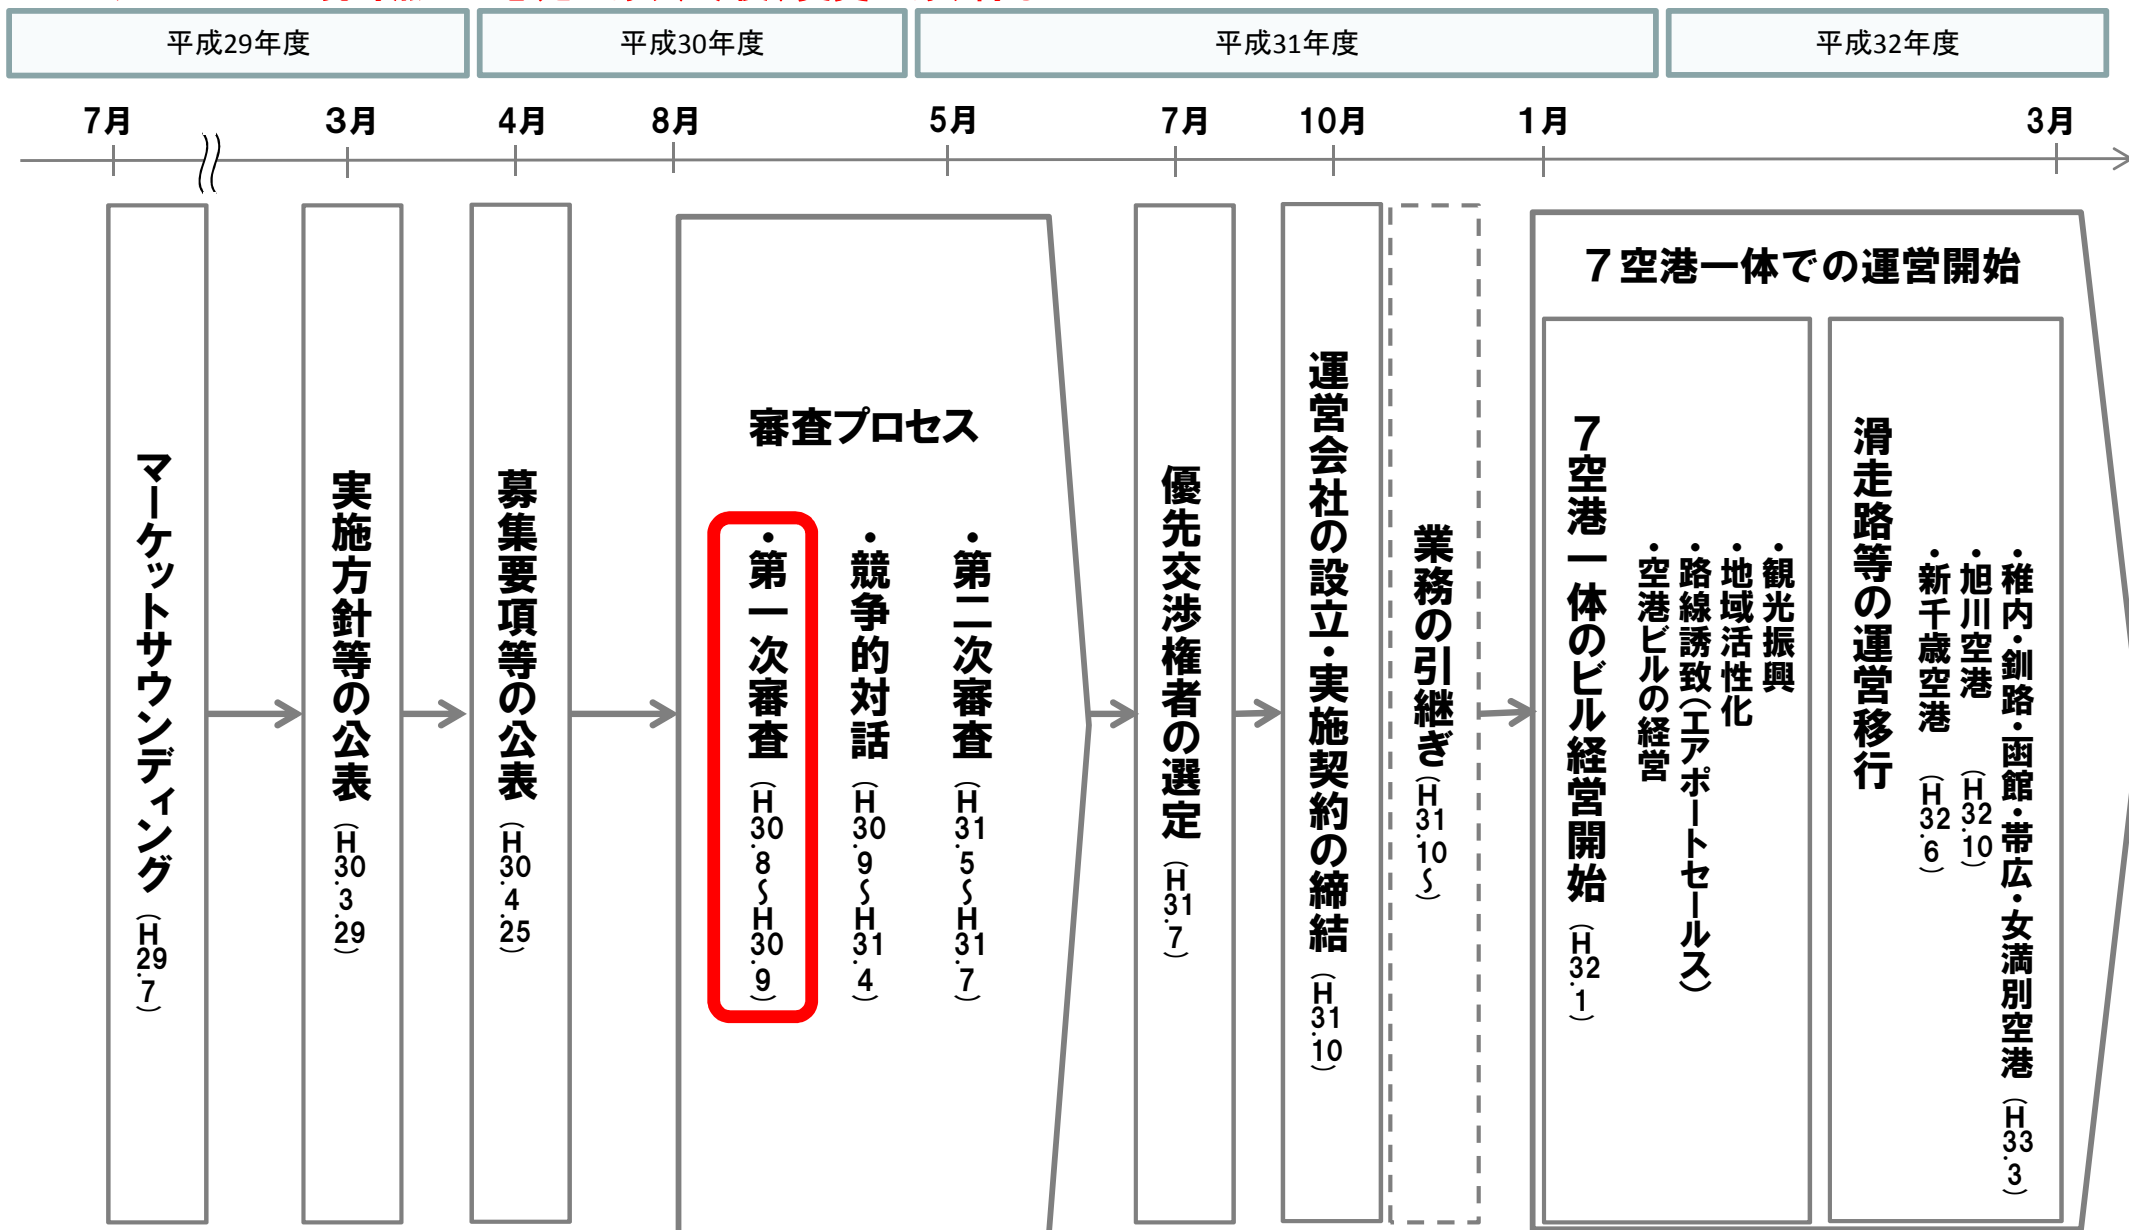 平成29年度
平成30年度
平成31年度
平成32年度
7月
3月
4月
8月
5月
7月
10月
1月
3月
マーケットサウンディング（H29.7）
実施方針等の公表（H30.3.29）
募集要項等の公表（H30.4.25）
審査プロセス
・第一次審査（H30.8～H30.9）
・競争的対話（H30.9～H31.4）
・第二次審査（H31.5～H31.7）
優先交渉権者の選定（H31.7）
運営会社の設立・実施契約の締結（H31.10）
業務の引継ぎ（H31.10～）
７空港一体での運営開始
７空港一体のビル経営開始（H32.1）
・空港ビルの経営
・路線誘致（エアポートセールス）
・地域活性化
・観光振興
滑走路等の運営移行
・新千歳空港（H32.6）
・旭川空港（H32.10）
・稚内・釧路・函館・帯広・女満別空港（H33.3）